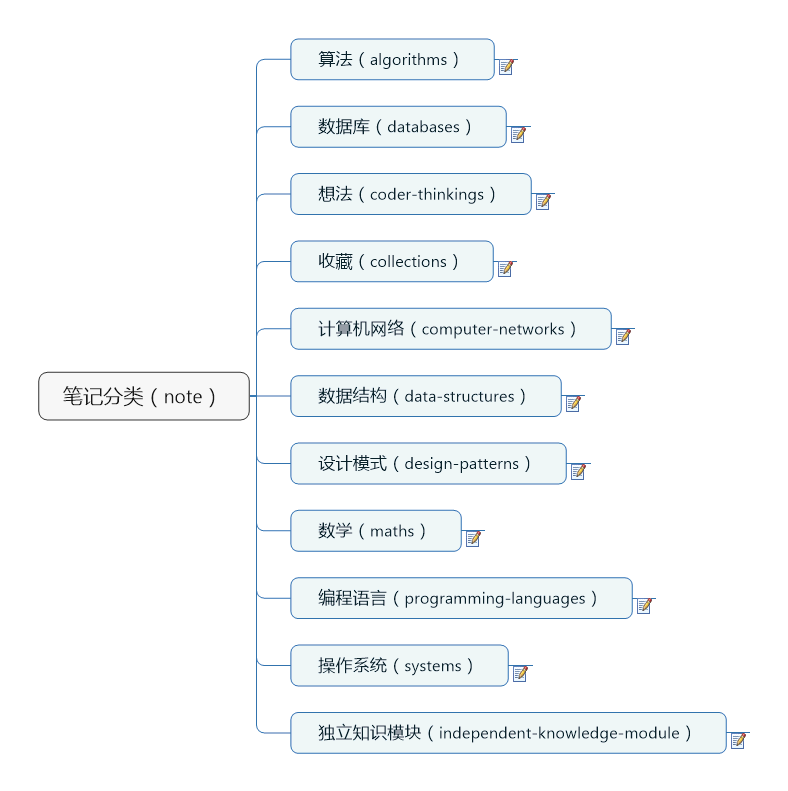 算法（algorithms）
数据库（databases）
想法（coder-thinkings）
收藏（collections）
计算机网络（computer-networks）
笔记分类（note）
数据结构（data-structures）
设计模式（design-patterns）
数学（maths）
编程语言（programming-languages）
操作系统（systems）
独立知识模块（independent-knowledge-module）